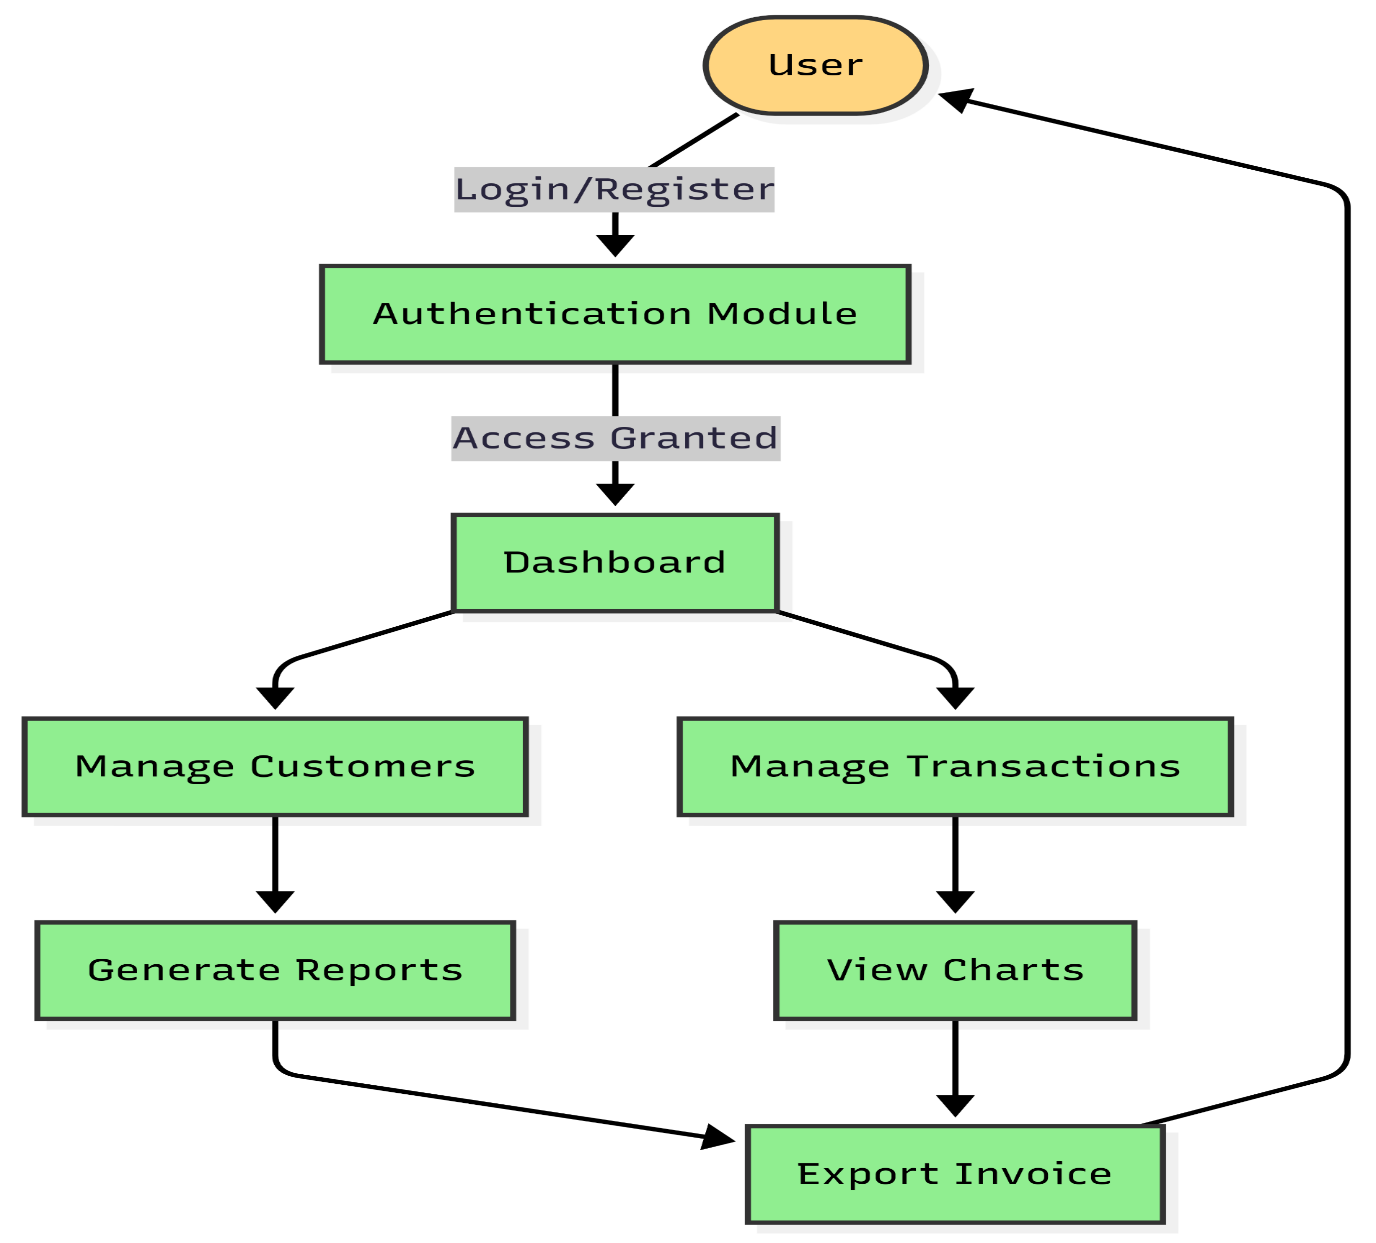 User
Login/Register
Authentication Module
Access Granted
Dashboard
Manage Customers
Manage Transactions
Generate Reports
View Charts
Export Invoice